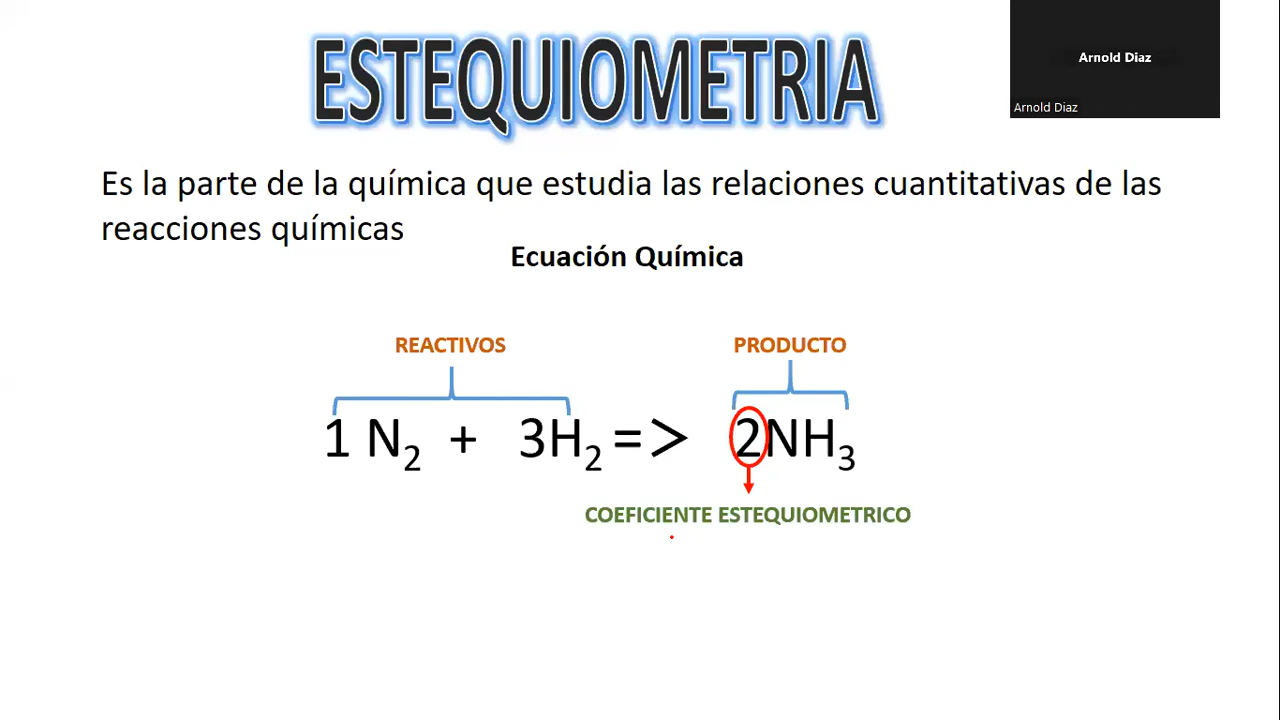 ESTEQUIOMETRIA
Arnold Diaz
Arnold Diaz
Es la parte de la química que estudia las relaciones cuantitativas de las
reacciones químicas
Ecuación Química
REACTIVOS PRODUCTO
1 N₂ + 3H₂ => 2NH₃
COEFICIENTE ESTEQUIOMETRICO